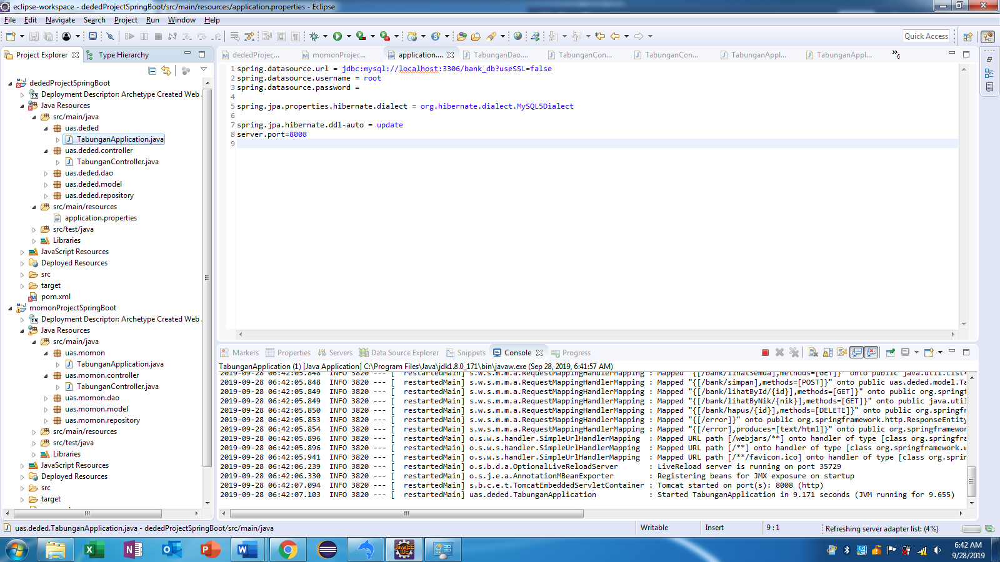 eclipse-workspace - dededProjectSpringBoot/src/main/resources/application.properties - Eclipse
File Edit Navigate Search Project Run Window Help
Quick Access
Project Explorer
Type Hierarchy
dededProjectSpringBoot
Deployment Descriptor: Archetype Created Web
Java Resources
src/main/java
uas.deded
TabunganApplication.java
uas.deded.controller
TabunganController.java
uas.deded.dao
uas.deded.model
uas.deded.repository
src/main/resources
application.properties
src/test/java
Libraries
JavaScript Resources
Deployed Resources
src
target
pom.xml
momonProjectSpringBoot
Deployment Descriptor: Archetype Created Web
Java Resources
src/main/java
uas.momon
TabunganApplication.java
uas.momon.controller
TabunganController.java
uas.momon.dao
uas.momon.model
uas.momon.repository
src/main/resources
src/test/java
Libraries
JavaScript Resources
Deployed Resources
src
target
dededProjec... momonProjec... application.... TabunganDao.... TabunganCon... TabunganCon... TabunganAppl... TabunganAppl... »6
1 spring.datasource.url = jdbc:mysql://localhost:3306/bank_db?useSSL=false
2 spring.datasource.username = root
3 spring.datasource.password =
4
5 spring.jpa.properties.hibernate.dialect = org.hibernate.dialect.MySQL5Dialect
6
7 spring.jpa.hibernate.ddl-auto = update
8 server.port=8008
9
Markers Properties Servers Data Source Explorer Snippets Console Progress
TabunganApplication (1) [Java Application] C:\Program Files\Java\jdk1.8.0_171\bin\javaw.exe (Sep 28, 2019, 6:41:57 AM)
2019-09-28 06:42:05.848  INFO 3820 --- [  restartedMain] s.w.s.m.m.a.RequestMappingHandlerMapping : Mapped "{[/bank/lihatSemua],methods=[GET]}" onto public java.util.List<
2019-09-28 06:42:05.848  INFO 3820 --- [  restartedMain] s.w.s.m.m.a.RequestMappingHandlerMapping : Mapped "{[/bank/simpan],methods=[POST]}" onto public uas.deded.model.Ta
2019-09-28 06:42:05.849  INFO 3820 --- [  restartedMain] s.w.s.m.m.a.RequestMappingHandlerMapping : Mapped "{[/bank/lihatById/{id}],methods=[GET]}" onto public org.springf
2019-09-28 06:42:05.849  INFO 3820 --- [  restartedMain] s.w.s.m.m.a.RequestMappingHandlerMapping : Mapped "{[/bank/lihatByNik/{nik}],methods=[GET]}" onto public java.util
2019-09-28 06:42:05.850  INFO 3820 --- [  restartedMain] s.w.s.m.m.a.RequestMappingHandlerMapping : Mapped "{[/bank/hapus/{id}],methods=[DELETE]}" onto public org.springfr
2019-09-28 06:42:05.853  INFO 3820 --- [  restartedMain] s.w.s.m.m.a.RequestMappingHandlerMapping : Mapped "{[/error]}" onto public org.springframework.http.ResponseEntity
2019-09-28 06:42:05.854  INFO 3820 --- [  restartedMain] s.w.s.m.m.a.RequestMappingHandlerMapping : Mapped "{[/error],produces=[text/html]}" onto public org.springframewor
2019-09-28 06:42:05.896  INFO 3820 --- [  restartedMain] o.s.w.s.handler.SimpleUrlHandlerMapping  : Mapped URL path [/webjars/**] onto handler of type [class org.springfra
2019-09-28 06:42:05.896  INFO 3820 --- [  restartedMain] o.s.w.s.handler.SimpleUrlHandlerMapping  : Mapped URL path [/**] onto handler of type [class org.springframework.w
2019-09-28 06:42:05.941  INFO 3820 --- [  restartedMain] o.s.w.s.handler.SimpleUrlHandlerMapping  : Mapped URL path [/**/favicon.ico] onto handler of type [class org.sprin
2019-09-28 06:42:06.239  INFO 3820 --- [  restartedMain] o.s.b.d.a.OptionalLiveReloadServer       : LiveReload server is running on port 35729
2019-09-28 06:42:06.330  INFO 3820 --- [  restartedMain] o.s.j.e.a.AnnotationMBeanExporter        : Registering beans for JMX exposure on startup
2019-09-28 06:42:07.094  INFO 3820 --- [  restartedMain] s.b.c.e.t.TomcatEmbeddedServletContainer : Tomcat started on port(s): 8008 (http)
2019-09-28 06:42:07.103  INFO 3820 --- [  restartedMain] uas.deded.TabunganApplication            : Started TabunganApplication in 9.171 seconds (JVM running for 9.655)
uas.deded.TabunganApplication.java - dededProjectSpringBoot/src/main/java
Writable
Insert
9 : 1
Refreshing server adapter list: (4%)
Java EE
IDE
6:42 AM
9/28/2019